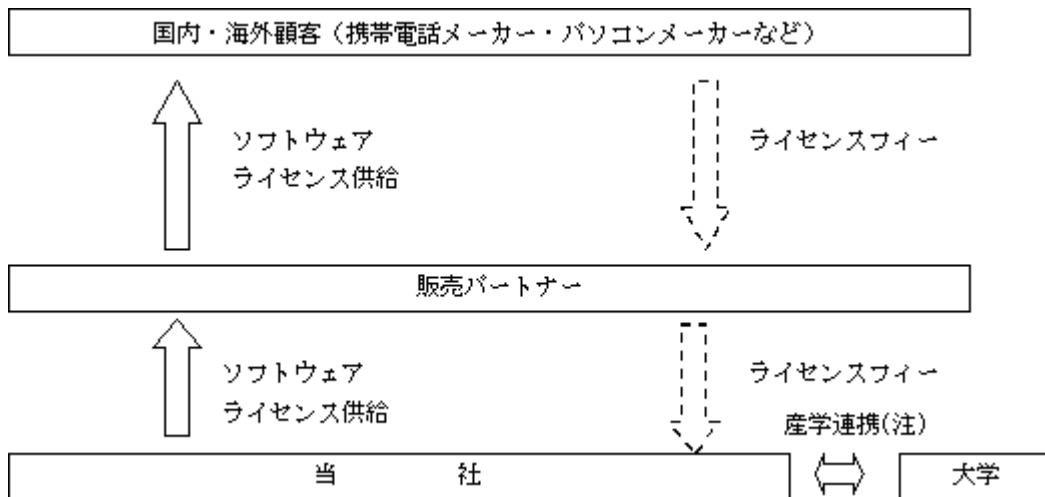 国内・海外顧客（携帯電話メーカー・パソコンメーカーなど）
ソフトウェア
ライセンス供給
ライセンスフィー
販売パートナー
ソフトウェア
ライセンス供給
ライセンスフィー
産学連携(注)
当　　　社
大学